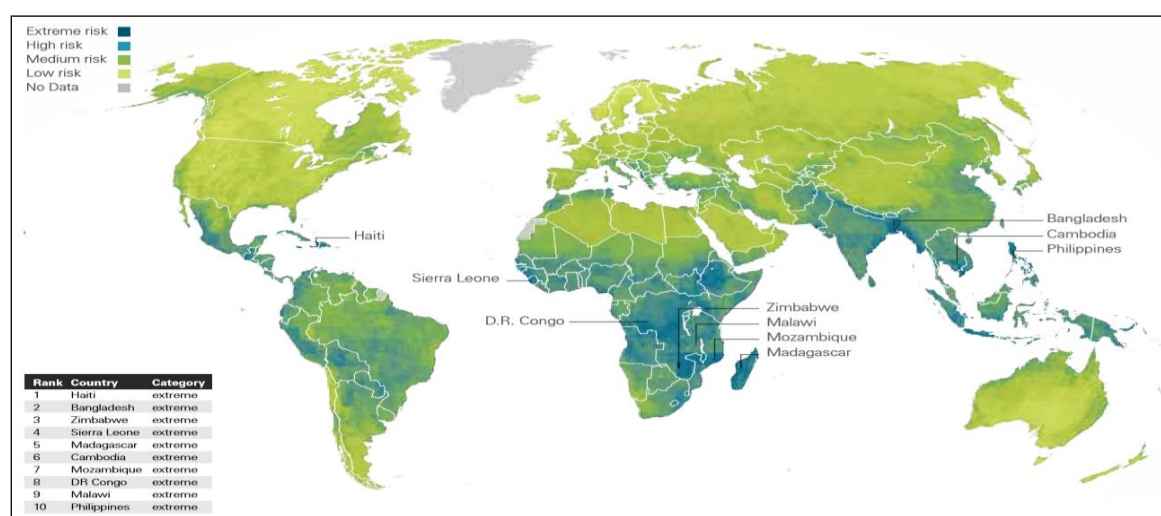 Extreme risk
High risk
Medium risk
Low risk
No Data
Haiti
Sierra Leone
D.R. Congo
Bangladesh
Cambodia
Philippines
Zimbabwe
Malawi
Mozambique
Madagascar
Rank Country Category
1 Haiti extreme
2 Bangladesh extreme
3 Zimbabwe extreme
4 Sierra Leone extreme
5 Madagascar extreme
6 Cambodia extreme
7 Mozambique extreme
8 DR Congo extreme
9 Malawi extreme
10 Philippines extreme